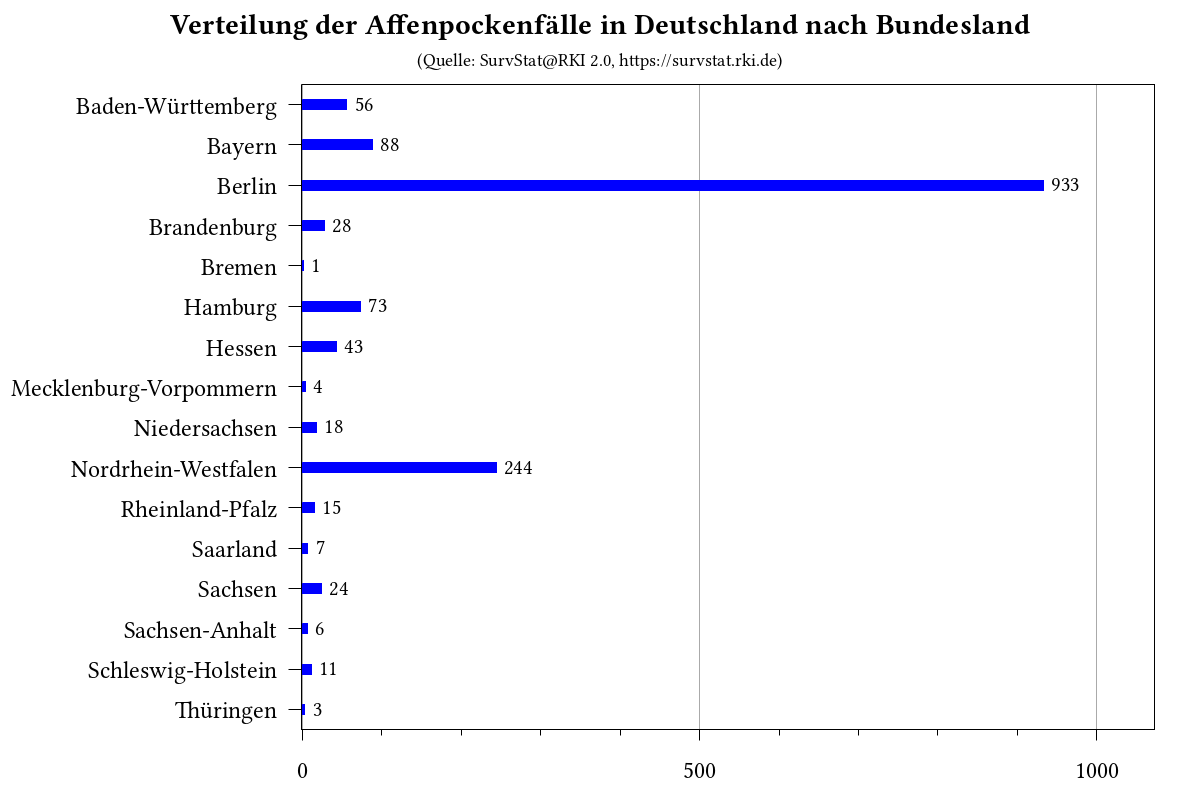 Verteilung der Affenpockenfälle in Deutschland nach Bundesland
(Quelle: SurvStat@RKI 2.0, https://survstat.rki.de)
Baden-Württemberg 56
Bayern 88
Berlin 933
Brandenburg 28
Bremen 1
Hamburg 73
Hessen 43
Mecklenburg-Vorpommern 4
Niedersachsen 18
Nordrhein-Westfalen 244
Rheinland-Pfalz 15
Saarland 7
Sachsen 24
Sachsen-Anhalt 6
Schleswig-Holstein 11
Thüringen 3
0 500 1000